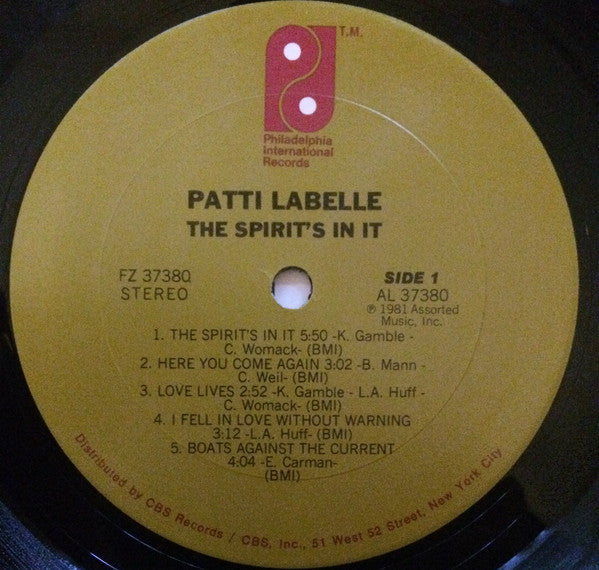 T.M.
Philadelphia
International
Records
PATTI LABELLE
THE SPIRIT'S IN IT
FZ 37380
STEREO
SIDE 1
AL 37380
℗ 1981 Assorted
Music, Inc.
1. THE SPIRIT'S IN IT 5:50 -K. Gamble -
C. Womack- (BMI)
2. HERE YOU COME AGAIN 3:02 -B. Mann -
C. Weil- (BMI)
3. LOVE LIVES 2:52 -K. Gamble - L.A. Huff -
C. Womack- (BMI)
4. I FELL IN LOVE WITHOUT WARNING
3:12 -L.A. Huff- (BMI)
5. BOATS AGAINST THE CURRENT
4:04 -E. Carman-
(BMI)
Distributed by CBS Records / CBS, Inc., 51 West 52 Street, New York City